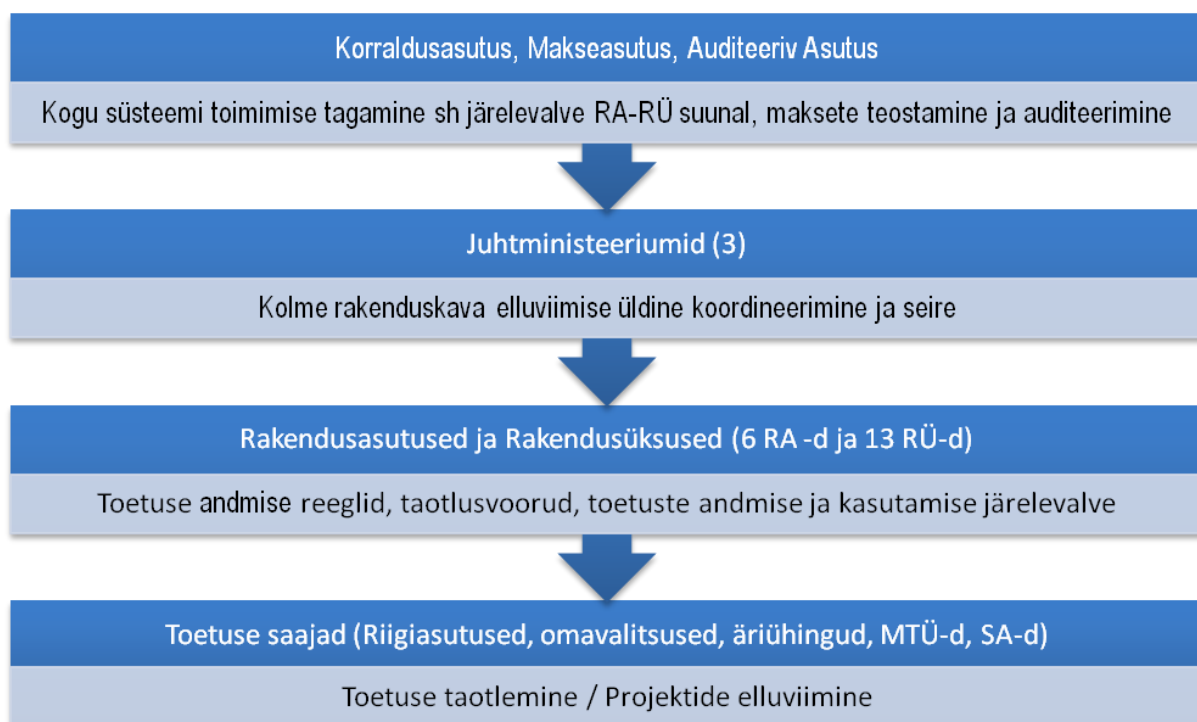 Korraldusasutus, Makseasutus, Auditeeriv Asutus
Kogu süsteemi toimimise tagamine sh järelevalve RA-RÜ suunal, maksete teostamine ja auditeerimine
Juhtministeeriumid (3)
Kolme rakenduskava elluviimise üldine koordineerimine ja seire
Rakendusasutused ja Rakendusüksused (6 RA -d ja 13 RÜ-d)
Toetuse andmise reeglid, taotlusvoorud, toetuste andmise ja kasutamise järelevalve
Toetuse saajad (Riigiasutused, omavalitsused, äriühingud, MTÜ-d, SA-d)
Toetuse taotlemine / Projektide elluviimine